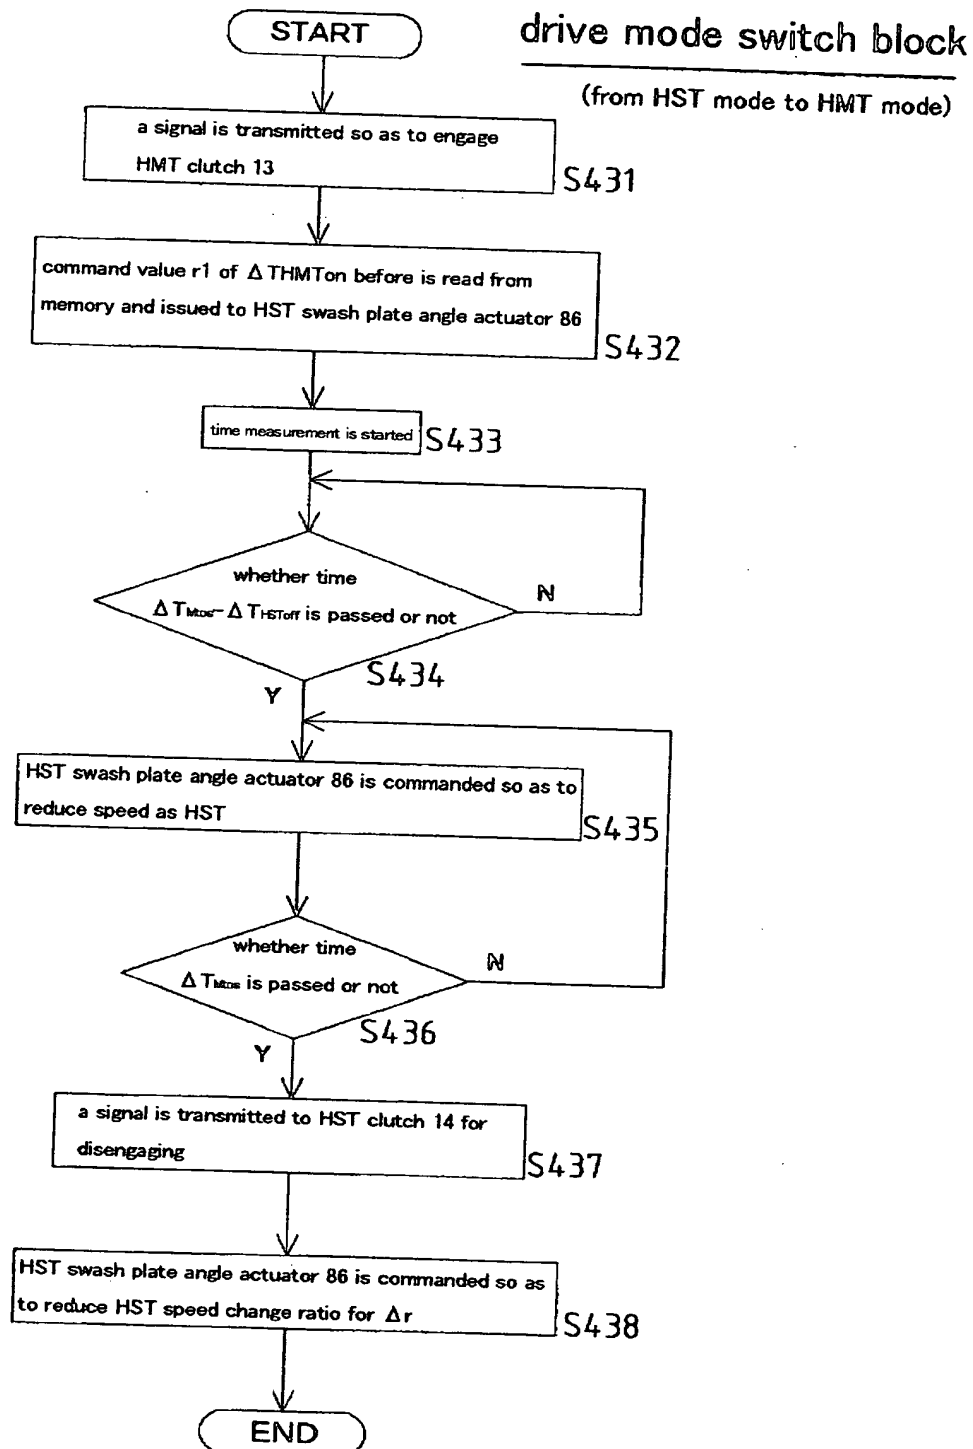 START
drive mode switch block
(from HST mode to HMT mode)
a signal is transmitted so as to engage
HMT clutch 13
S431
command value r1 of Δ THMTon before is read from
memory and issued to HST swash plate angle actuator 86
S432
time measurement is started
S433
whether time
Δ TMtos- Δ THSToff is passed or not
N
S434
Y
HST swash plate angle actuator 86 is commanded so as to
reduce speed as HST
S435
whether time
Δ TMtos is passed or not
N
S436
Y
a signal is transmitted to HST clutch 14 for
disengaging
S437
HST swash plate angle actuator 86 is commanded so as
to reduce HST speed change ratio for Δr
S438
END